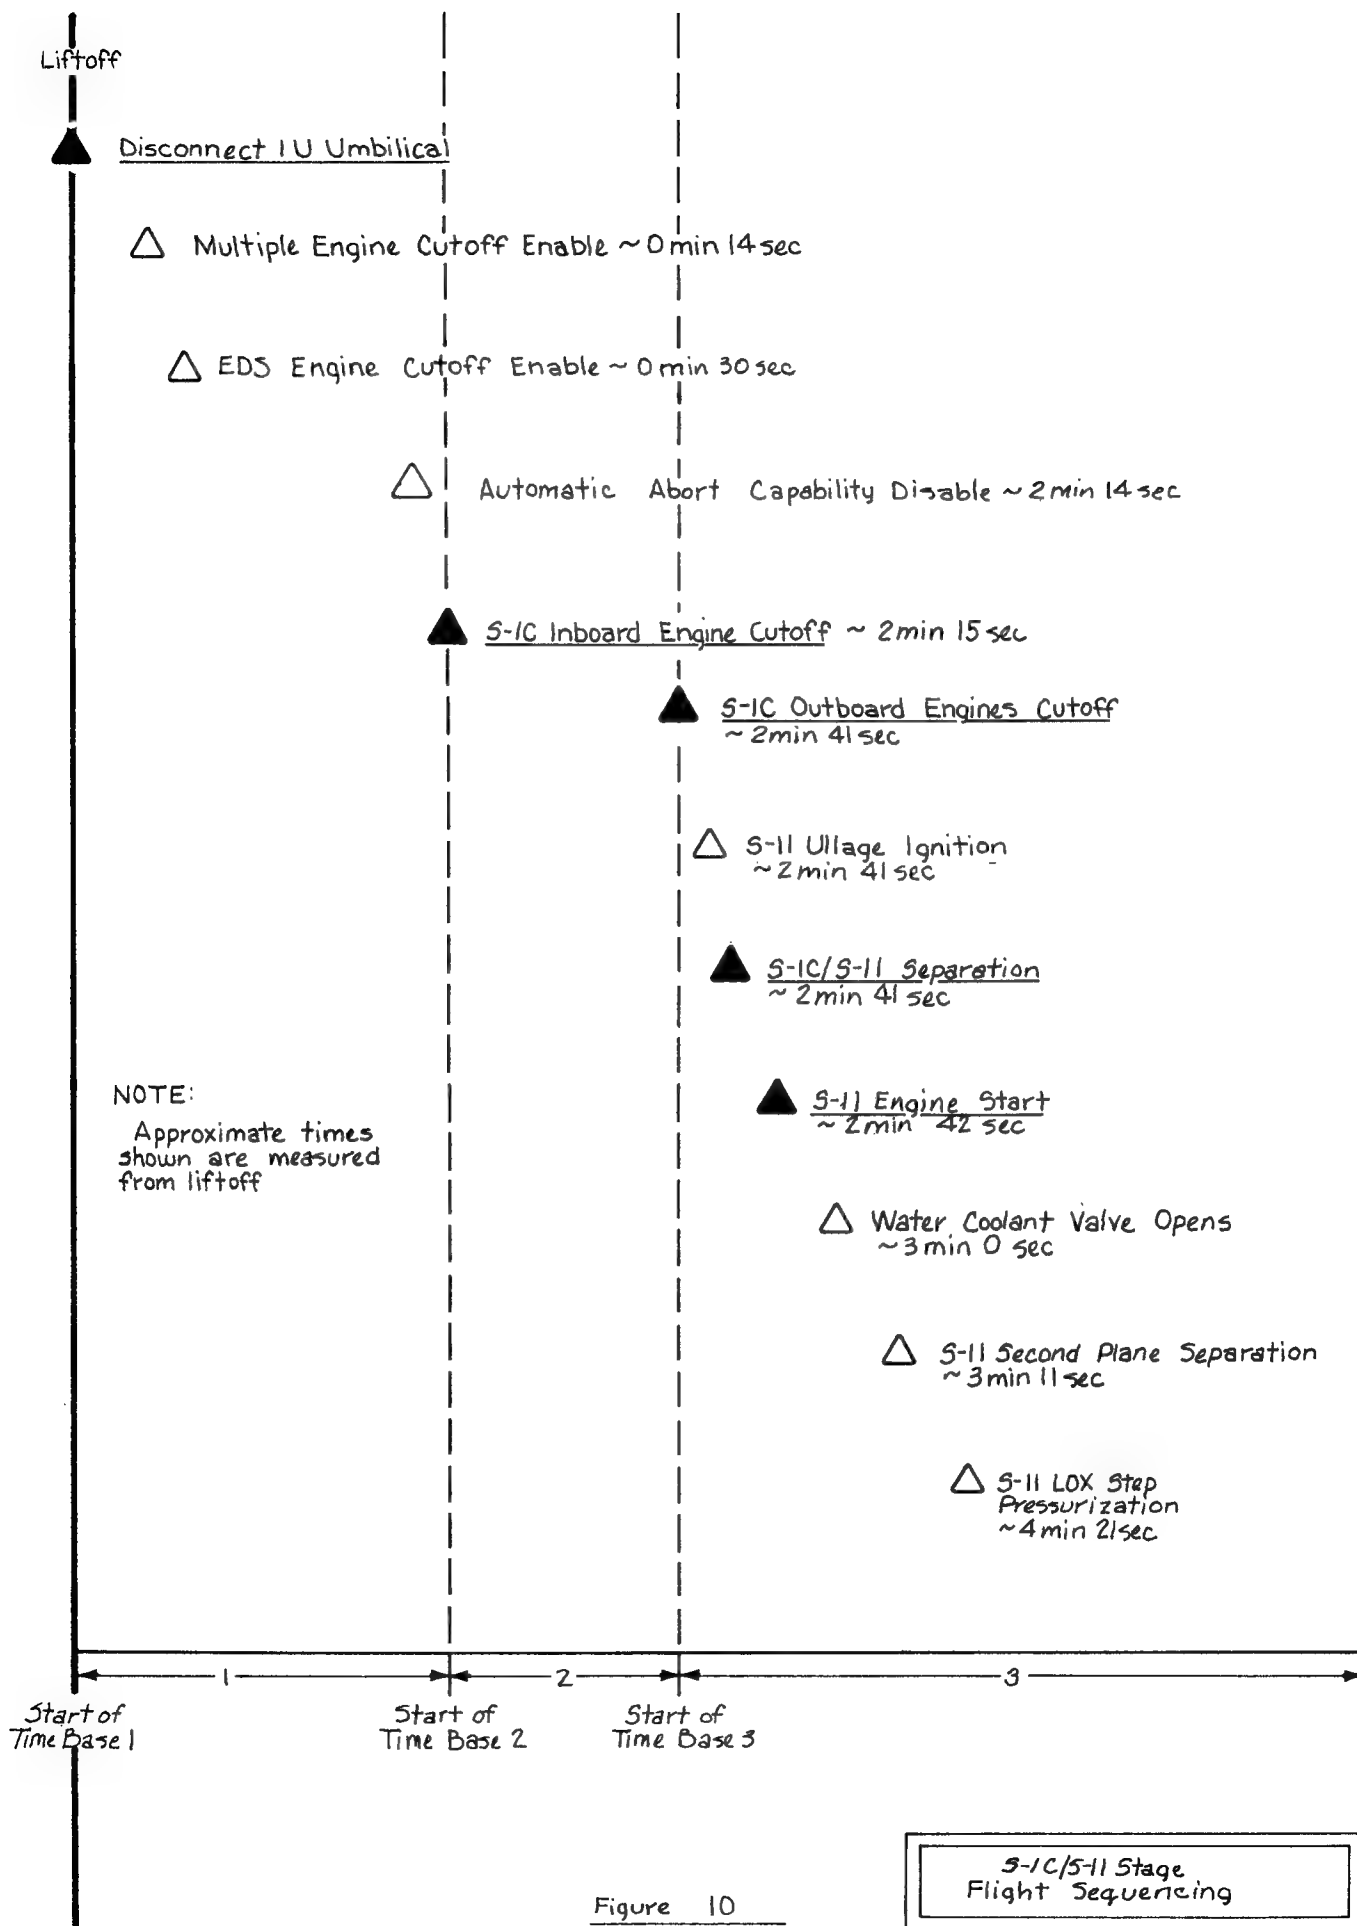 Liftoff
Disconnect IU Umbilical
Multiple Engine Cutoff Enable ~ 0 min 14 sec
EDS Engine Cutoff Enable ~ 0 min 30 sec
Automatic Abort Capability Disable ~ 2 min 14 sec
S-IC Inboard Engine Cutoff ~ 2 min 15 sec
S-IC Outboard Engines Cutoff
~ 2 min 41 sec
S-II Ullage Ignition
~ 2 min 41 sec
S-IC/S-II Separation
~ 2 min 41 sec
S-II Engine Start
~ 2 min 42 sec
NOTE:
Approximate times
shown are measured
from liftoff
Water Coolant Valve Opens
~ 3 min 0 sec
S-II Second Plane Separation
~ 3 min 11 sec
S-II LOX Step
Pressurization
~ 4 min 21 sec
1 2 3
Start of
Time Base 1
Start of
Time Base 2
Start of
Time Base 3
S-IC/S-II Stage
Flight Sequencing
Figure 10